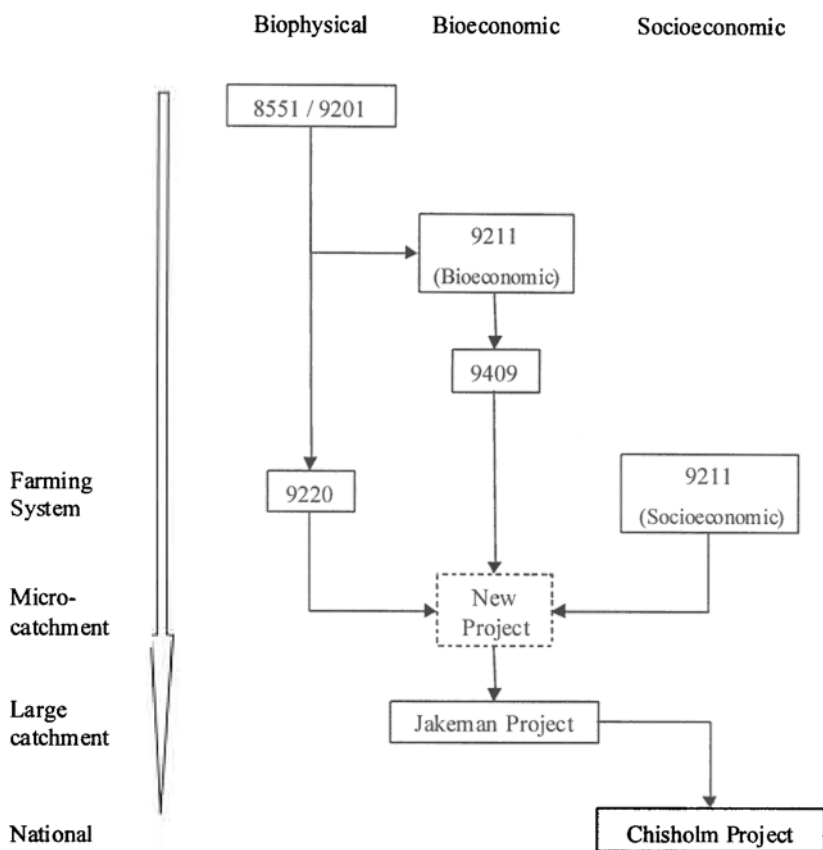 Biophysical
Bioeconomic
Socioeconomic
8551 / 9201
9211
(Bioeconomic)
9409
Farming
System
9220
9211
(Socioeconomic)
Micro-
catchment
New
Project
Large
catchment
Jakeman Project
National
Chisholm Project